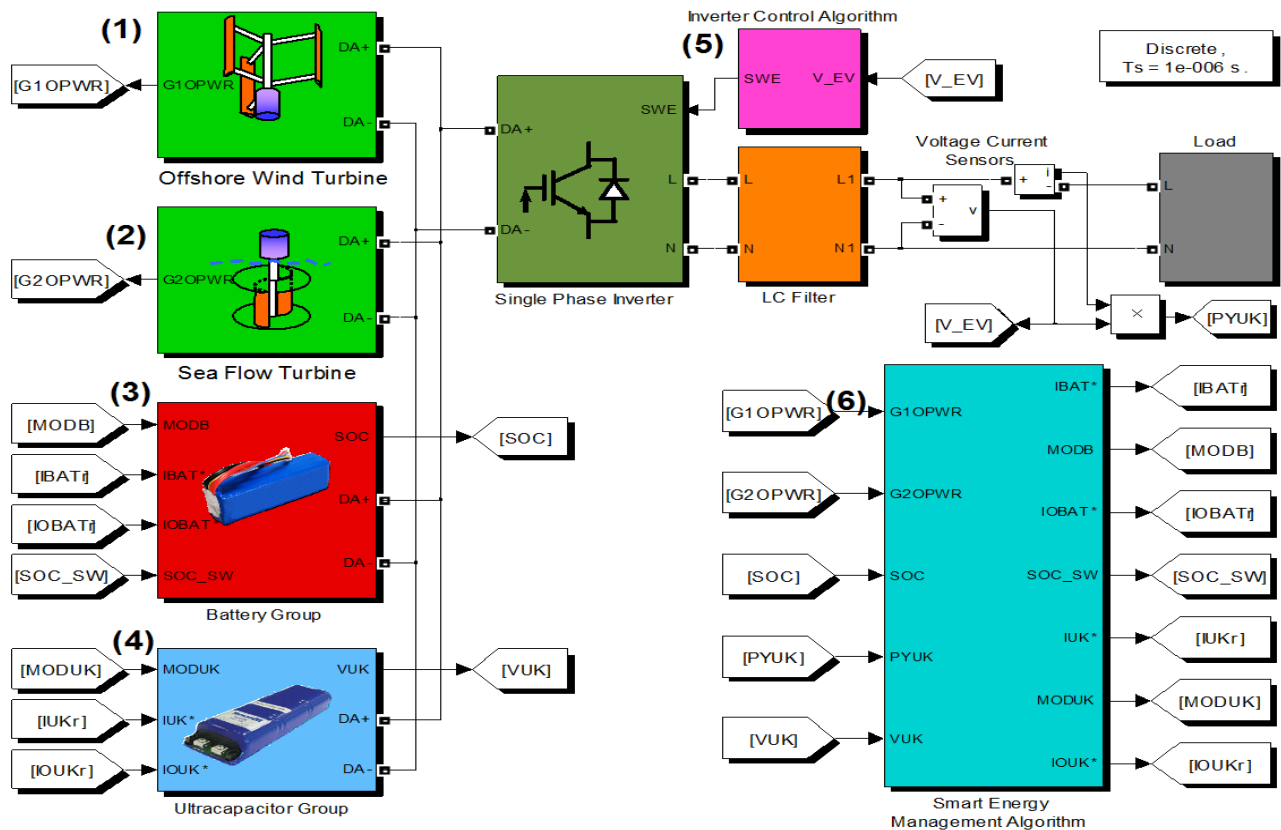 (1)
[G1OPWR]
G1OPWR
DA+
DA-
Offshore Wind Turbine
(2)
[G2OPWR]
G2OPWR
DA+
DA-
Sea Flow Turbine
(3)
[MODB]
[IBATr]
[IOBATr]
[SOC_SW]
MODB
IBAT*
IOBAT*
SOC_SW
SOC
DA+
DA-
[SOC]
Battery Group
(4)
[MODUK]
[IUKr]
[IOUKr]
MODUK
IUK*
IOUK*
VUK
DA+
DA-
[VUK]
Ultracapacitor Group
DA+
DA-
SWE
L
N
Single Phase Inverter
Inverter Control Algorithm
(5)
SWE
V_EV
[V_EV]
L
N
L1
N1
LC Filter
Voltage Current
Sensors
+
-
v
+
i
-
Load
L
N
[V_EV]
×
[PYUK]
Discrete,
Ts = 1e-006 s.
(6)
[G1OPWR]
[G2OPWR]
[SOC]
[PYUK]
[VUK]
G1OPWR
G2OPWR
SOC
PYUK
VUK
IBAT*
MODB
IOBAT*
SOC_SW
IUK*
MODUK
IOUK*
[IBATr]
[MODB]
[IOBATr]
[SOC_SW]
[IUKr]
[MODUK]
[IOUKr]
Smart Energy
Management Algorithm